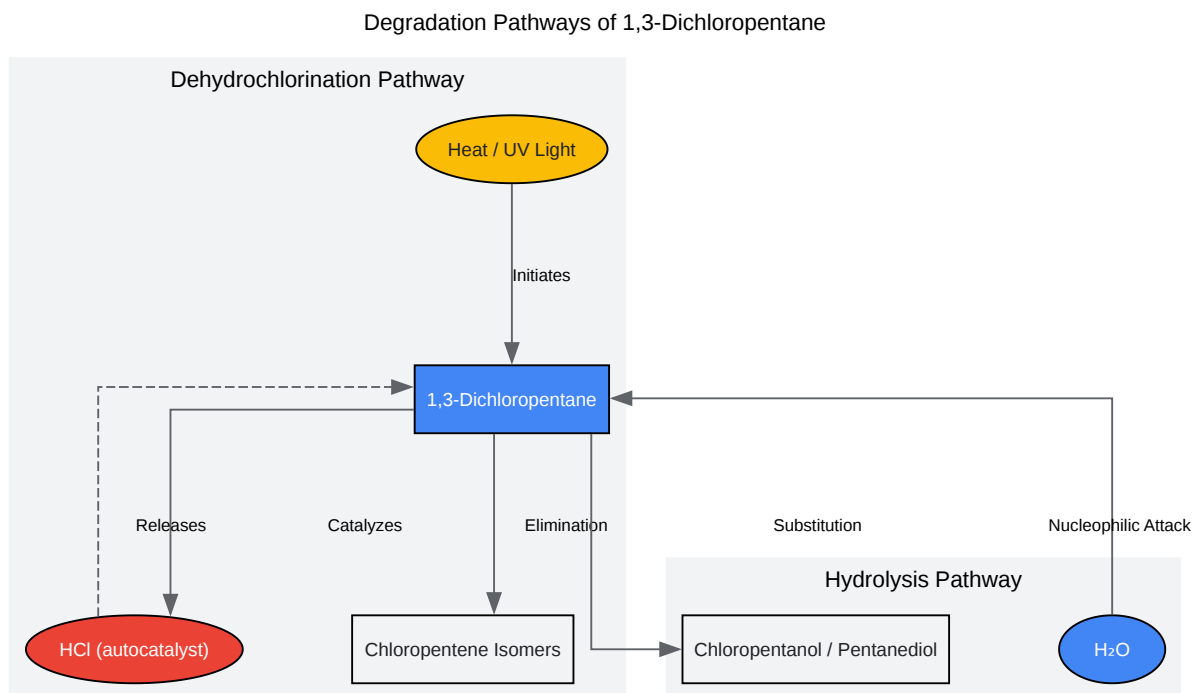 Degradation Pathways of 1,3-Dichloropentane
Dehydrochlorination Pathway
Heat / UV Light
Initiates
1,3-Dichloropentane
Releases
Catalyzes
Elimination
Substitution
Nucleophilic Attack
Hydrolysis Pathway
HCl (autocatalyst)
Chloropentene Isomers
Chloropentanol / Pentanediol
H₂O